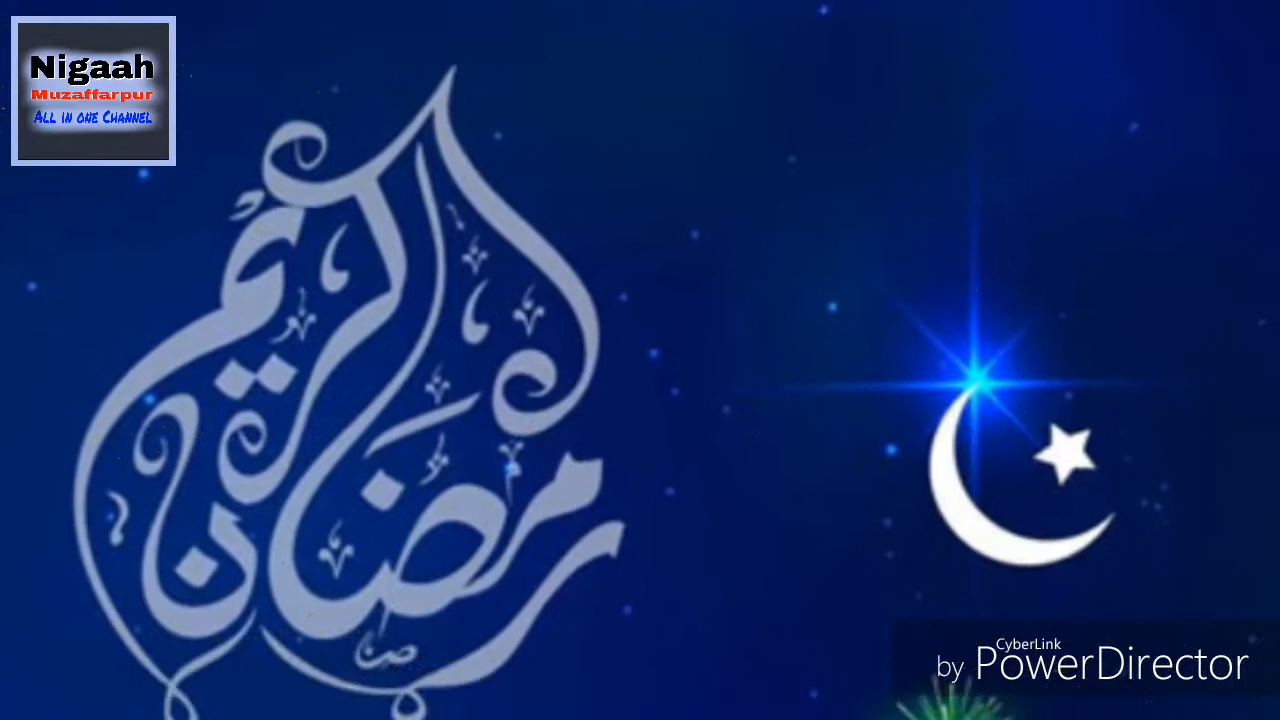 Nigaah
Muzaffarpur
ALL IN ONE CHANNEL
رمضان
كريم
CyberLink
by PowerDirector